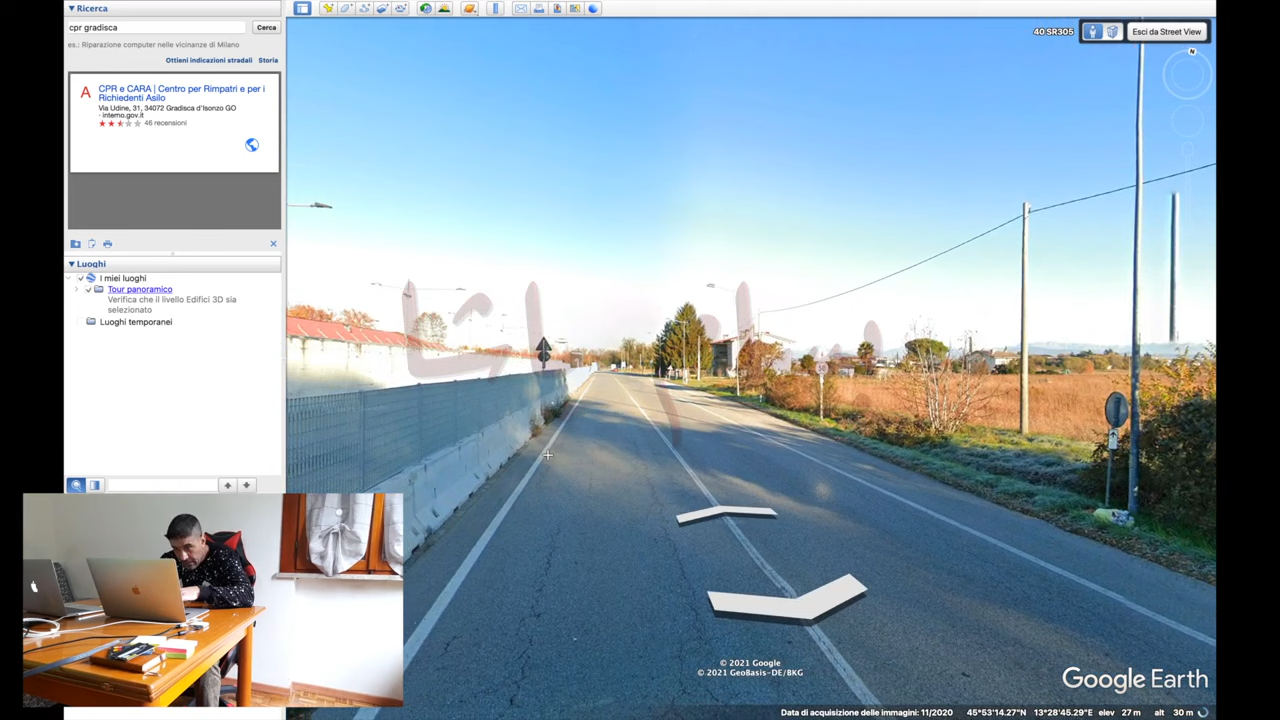 Ricerca
cpr gradisca
Cerca
es.: Riparazione computer nelle vicinanze di Milano
Ottieni indicazioni stradali Storia
A
CPR e CARA | Centro per Rimpatri e per i
Richiedenti Asilo
Via Udine, 31, 34072 Gradisca d'Isonzo GO
· interno.gov.it
46 recensioni
Luoghi
I miei luoghi
Tour panoramico
Verifica che il livello Edifici 3D sia
selezionato
Luoghi temporanei
40 SR305
Esci da Street View
N
© 2021 Google
© 2021 GeoBasis-DE/BKG
Google Earth
Data di acquisizione delle immagini: 11/2020 45°53'14.27"N 13°28'45.29"E elev 27 m alt 30 m